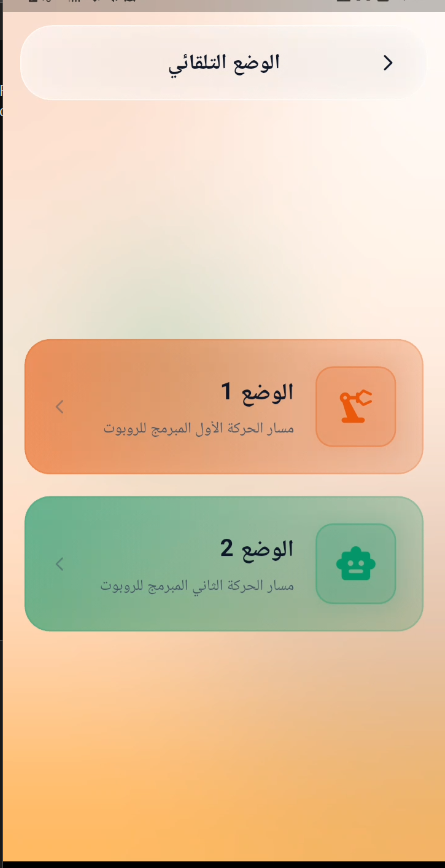 الوضع التلقائي
الوضع 1
مسار الحركة الأول المبرمج للروبوت
الوضع 2
مسار الحركة الثاني المبرمج للروبوت